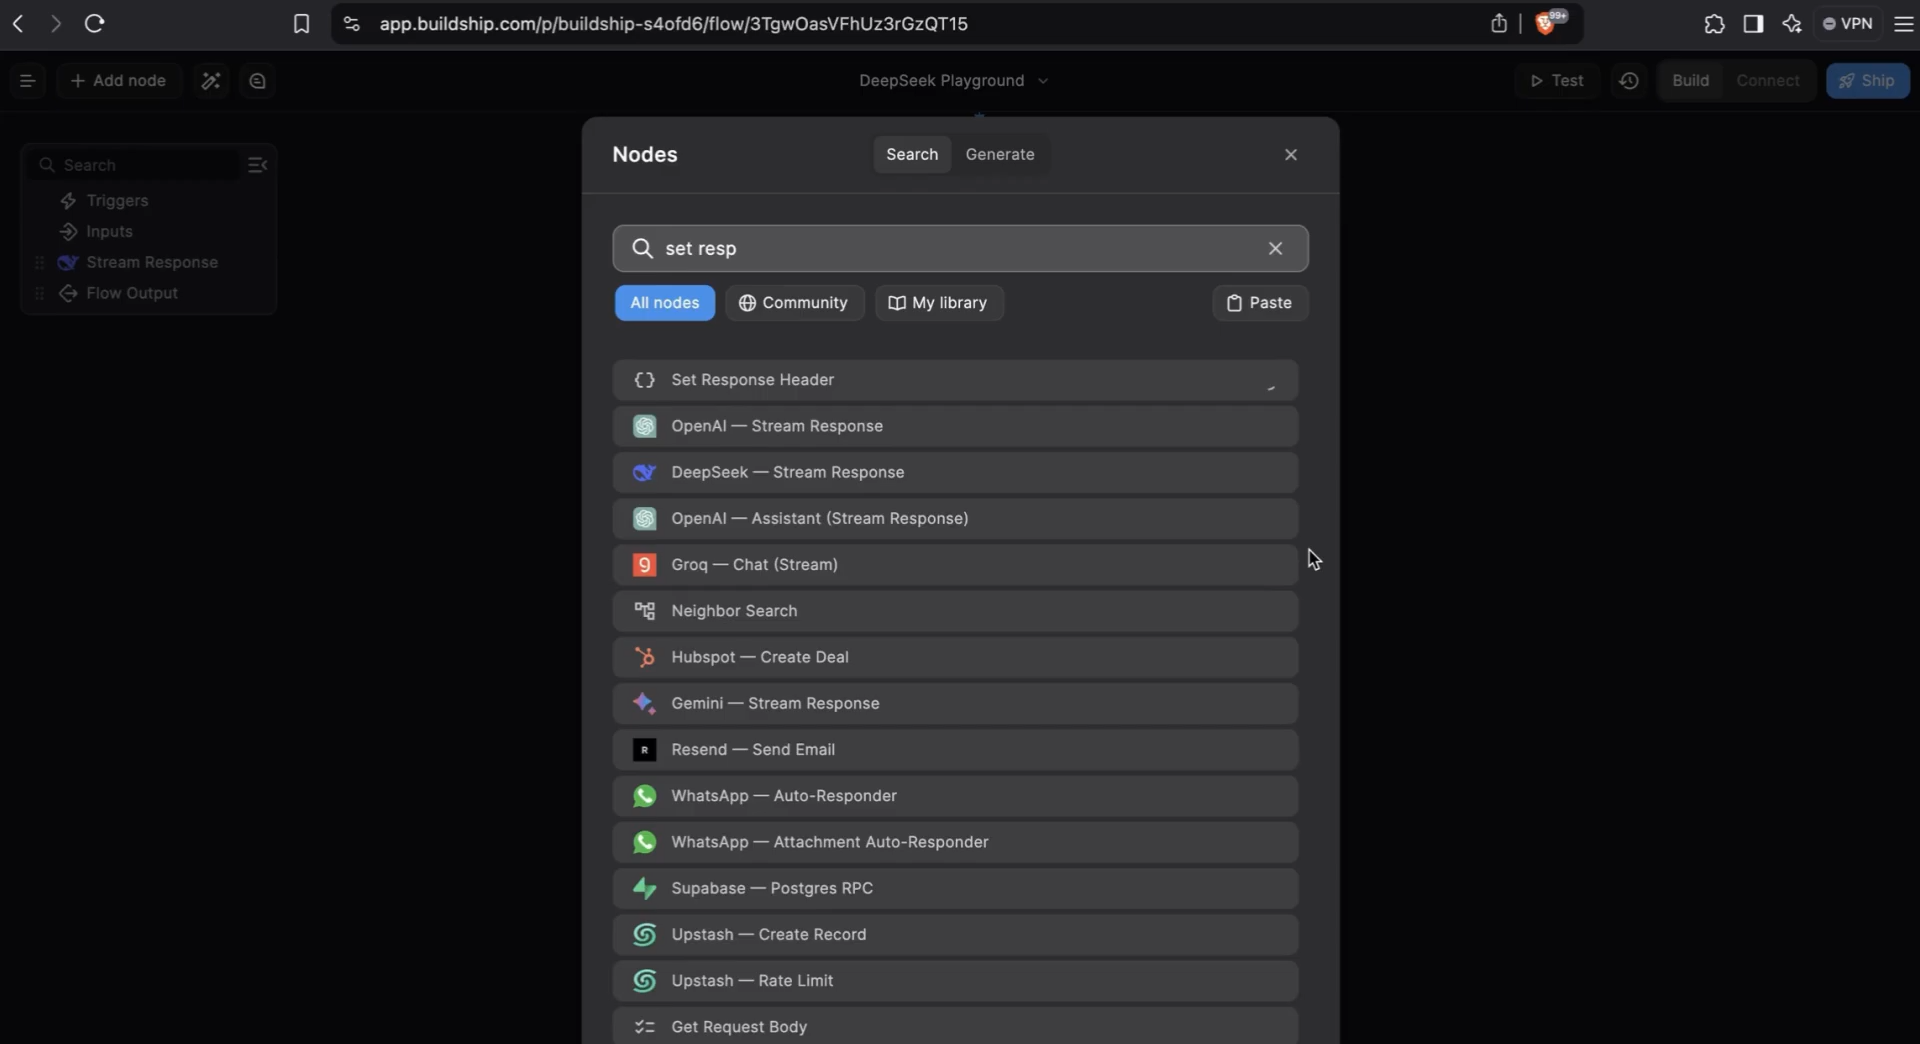 app.buildship.com/p/buildship-s4ofd6/flow/3TgwOasVFhUz3rGzQT15
99+
VPN
Add node
DeepSeek Playground
Test
Build
Connect
Ship
Search
Triggers
Inputs
Stream Response
Flow Output
Nodes
Search
Generate
set resp
All nodes
Community
My library
Paste
Set Response Header
OpenAI — Stream Response
DeepSeek — Stream Response
OpenAI — Assistant (Stream Response)
Groq — Chat (Stream)
Neighbor Search
Hubspot — Create Deal
Gemini — Stream Response
R
Resend — Send Email
WhatsApp — Auto-Responder
WhatsApp — Attachment Auto-Responder
Supabase — Postgres RPC
Upstash — Create Record
Upstash — Rate Limit
Get Request Body